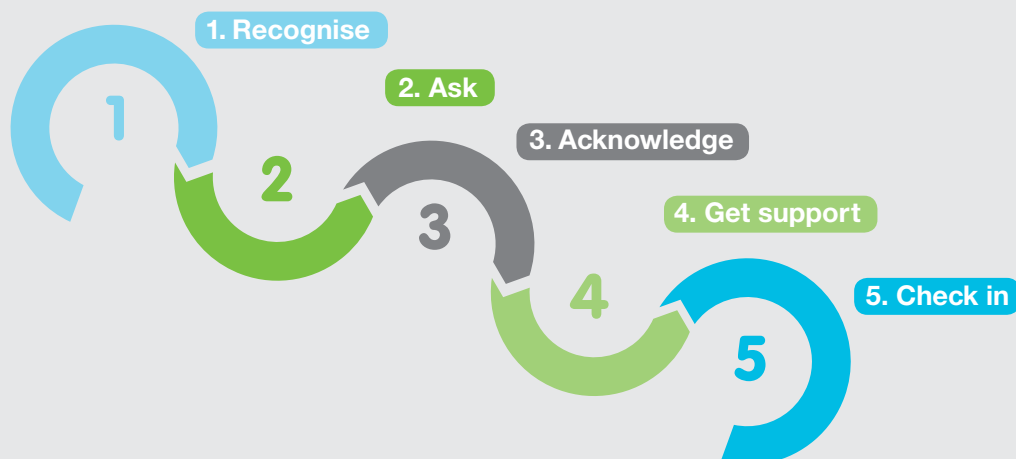 1. Recognise
1
2. Ask
2
3. Acknowledge
3
4. Get support
4
5. Check in
5